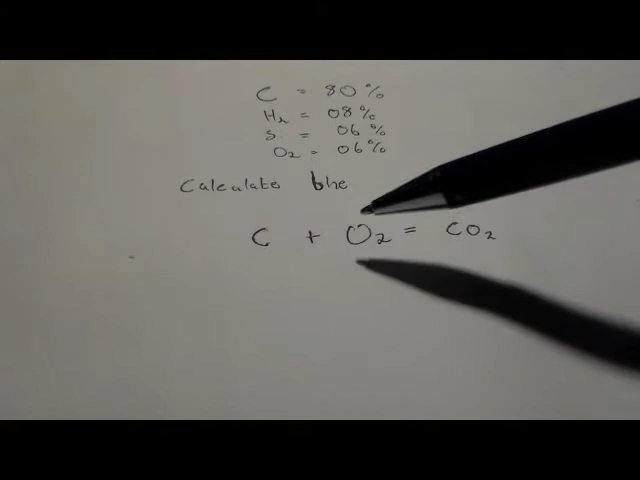 C = 80%
H₂ = 08%
S = 06%
O₂ = 06%
Calculate the
C + O₂ = CO₂